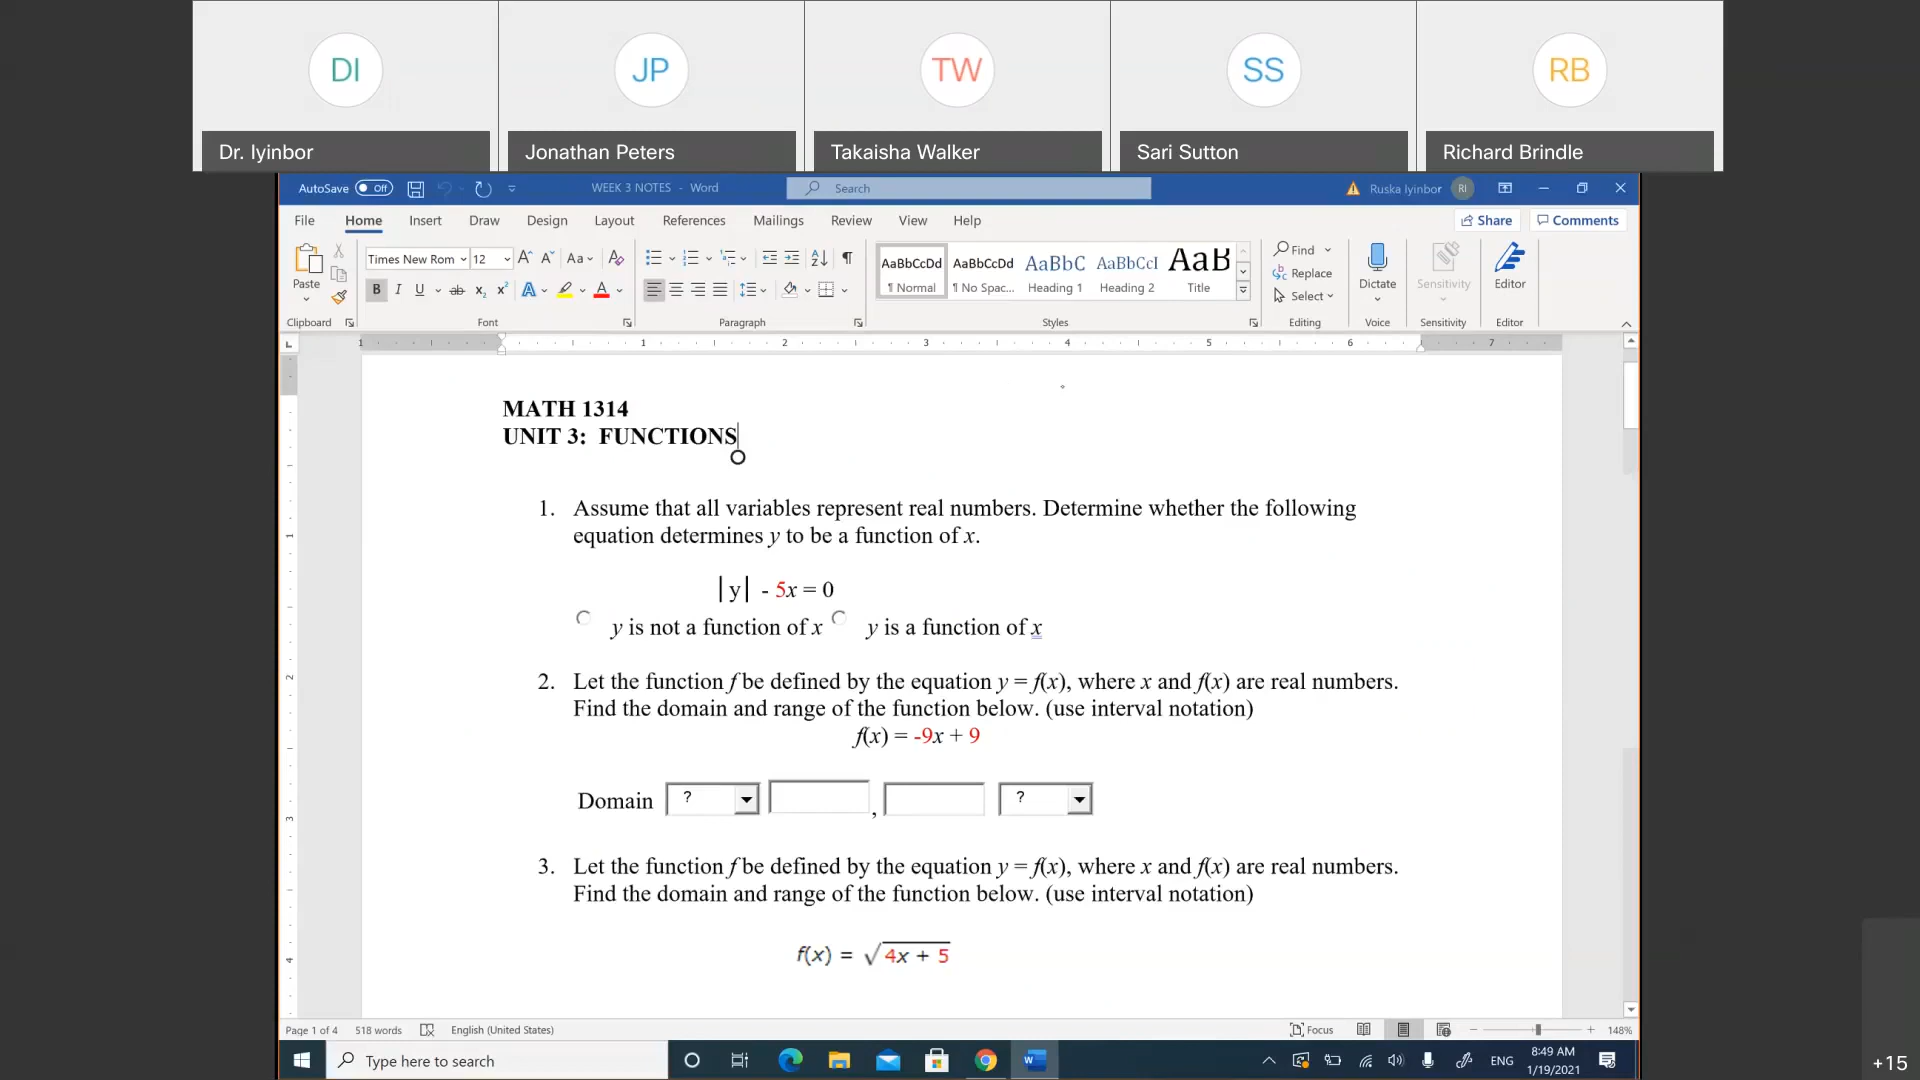 DI
JP
TW
SS
RB
Dr. Iyinbor
Jonathan Peters
Takaisha Walker
Sari Sutton
Richard Brindle
AutoSave Off
WEEK 3 NOTES - Word
Search
Ruska Iyinbor RI
File Home Insert Draw Design Layout References Mailings Review View Help
Share Comments
Paste
Times New Rom 12
AaBbCcDd AaBbCcDd AaBbC AaBbCcI AaB
¶ Normal ¶ No Spac... Heading 1 Heading 2 Title
Find
Replace
Select
Dictate Sensitivity Editor
Clipboard Font Paragraph Styles Editing Voice Sensitivity Editor
1 1 2 3 4 5 6 7
MATH 1314
UNIT 3: FUNCTIONS
1. Assume that all variables represent real numbers. Determine whether the following
equation determines y to be a function of x.
|y| - 5x = 0
y is not a function of x y is a function of x
2. Let the function f be defined by the equation y = f(x), where x and f(x) are real numbers.
Find the domain and range of the function below. (use interval notation)
f(x) = -9x + 9
Domain ? , ?
3. Let the function f be defined by the equation y = f(x), where x and f(x) are real numbers.
Find the domain and range of the function below. (use interval notation)
f(x) = √4x + 5
Page 1 of 4 518 words English (United States) Focus 148%
Type here to search
ENG
8:49 AM
1/19/2021
+15